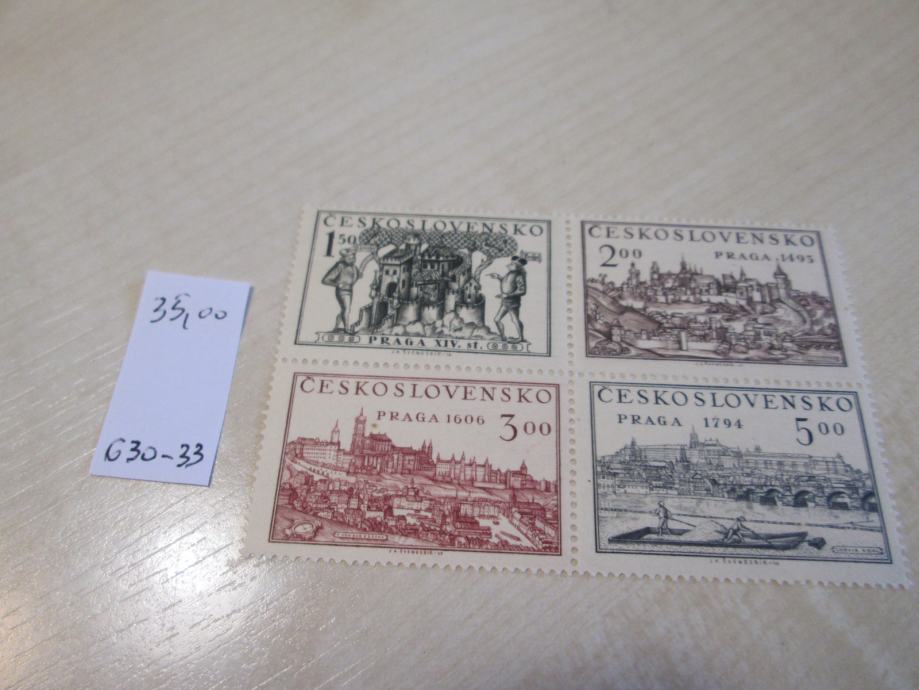 35,00
630-33
ČESKOSLOVENSKO
1.50
PRAGA XIV. st.
ČESKOSLOVENSKO
2.00
PRAGA 1493
ČESKOSLOVENSKO
PRAGA 1606
3.00
ČESKOSLOVENSKO
PRAGA 1794
5.00